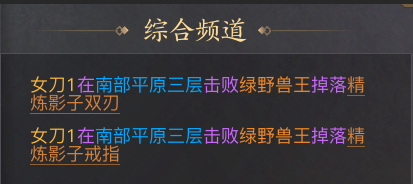 综合频道
女刀1在南部平原三层击败绿野兽王掉落精
炼影子双刃
女刀1在南部平原三层击败绿野兽王掉落精
炼影子戒指